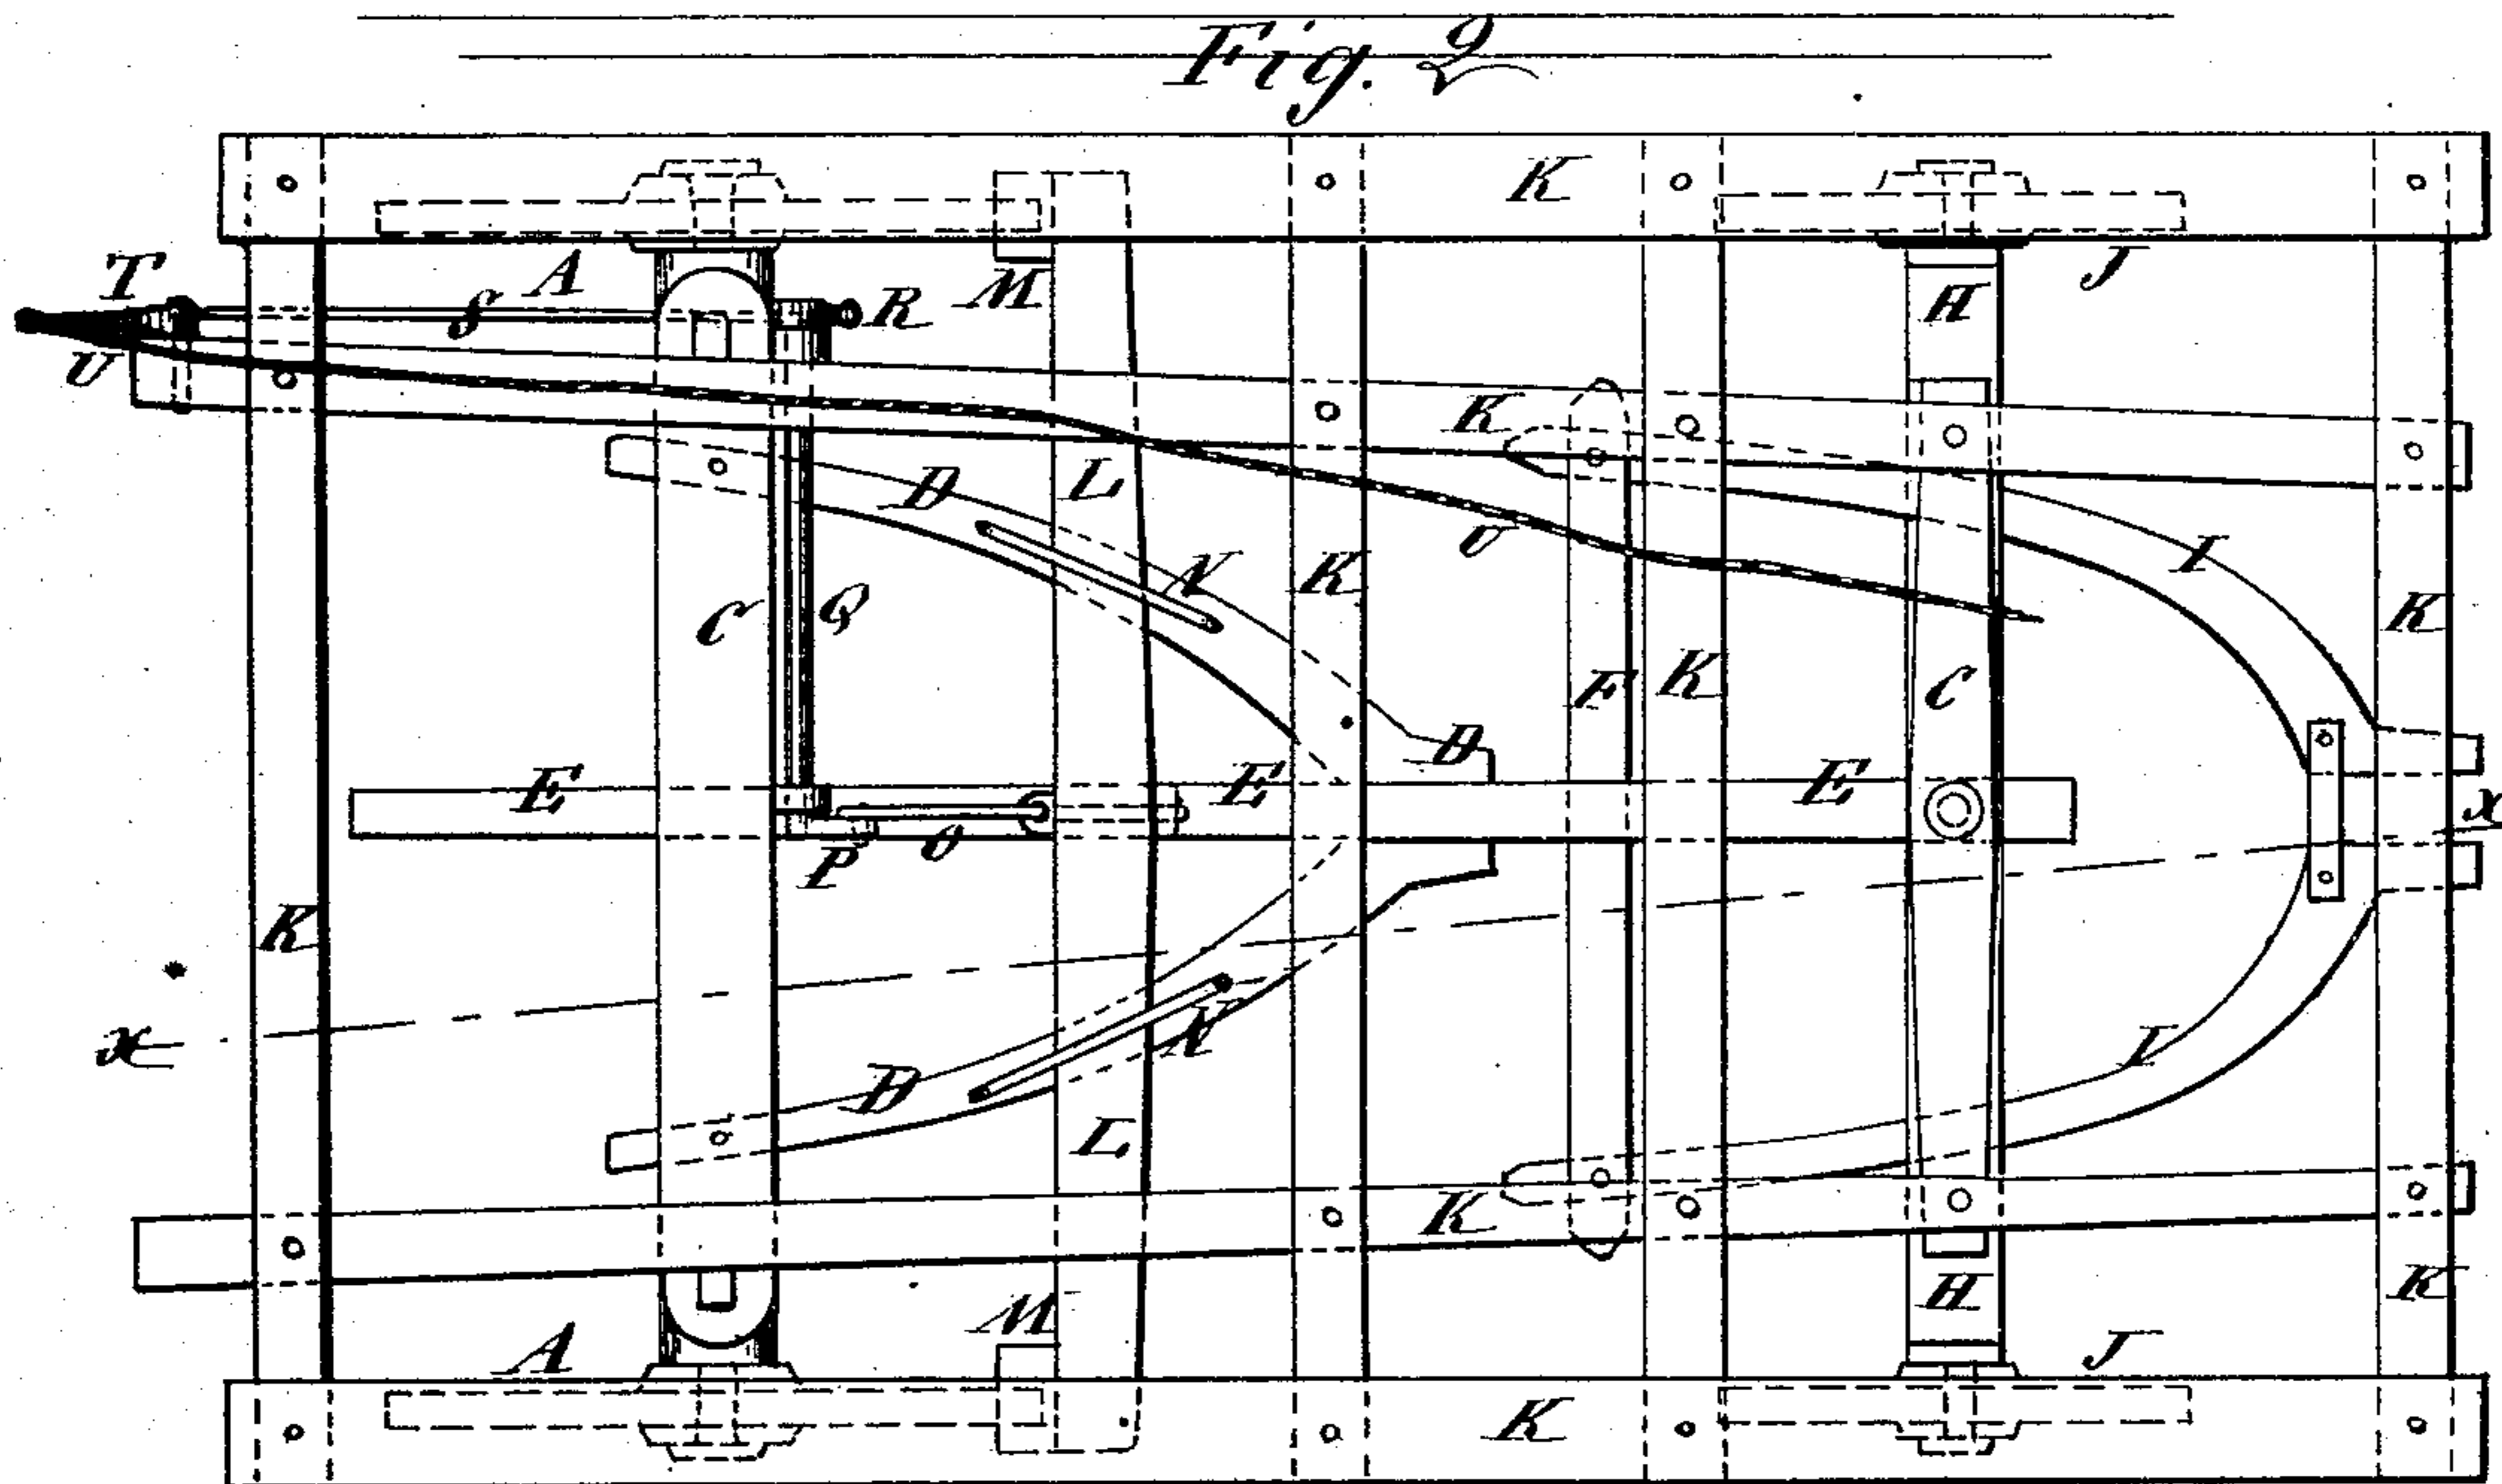 Fig. 2
K
T A S R M H J
U
K
D L
C Q N K U I K
F K C
D
E E E x
P O
K
x N
D L I
K
M H K
A J
K